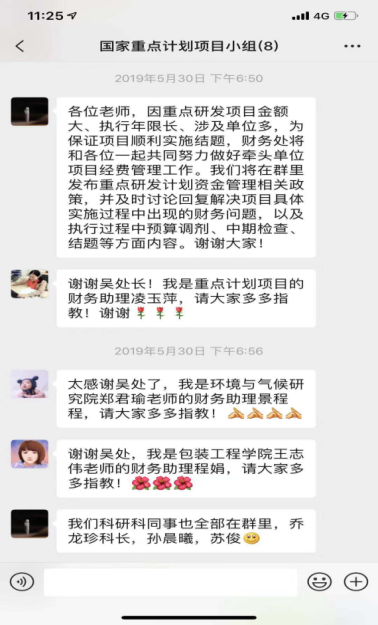 11:25
4G
国家重点计划项目小组(8)
2019年5月30日 下午6:50
各位老师，因重点研发项目金额
大、执行年限长、涉及单位多，为
保证项目顺利实施结题，财务处将
和各位一起共同努力做好牵头单位
项目经费管理工作。我们将在群里
发布重点研发计划资金管理相关政
策，并及时讨论回复解决项目具体
实施过程中出现的财务问题，以及
执行过程中预算调剂、中期检查、
结题等方面内容。谢谢大家！
谢谢吴处长！我是重点计划项目的
财务助理凌玉萍，请大家多多指
教！谢谢🌹🌹🌹
2019年5月30日 下午6:56
太感谢吴处了，我是环境与气候研
究院郑君瑜老师的财务助理景程
程，请大家多多指教！🎉🎉🎉🎉
谢谢吴处，我是包装工程学院王志
伟老师的财务助理程娟，请大家多
多指教！🌺🌺🌺
我们科研科同事也全部在群里，乔
龙珍科长，孙晨曦，苏俊😊